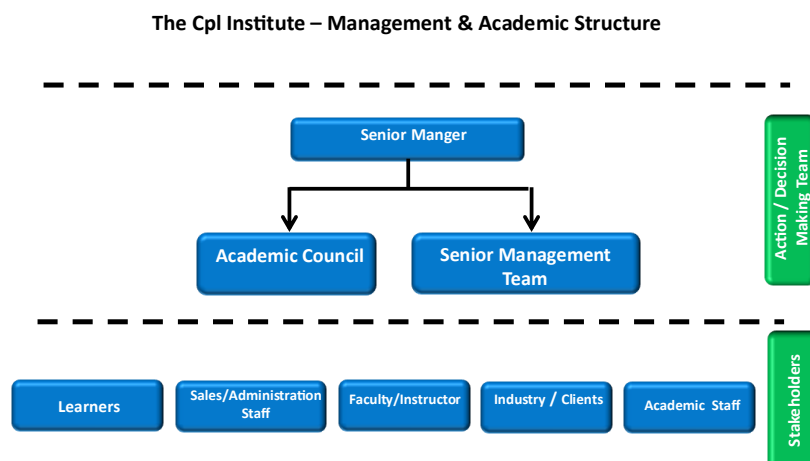 The Cpl Institute – Management & Academic Structure
Senior Manger
Action / Decision
Making Team
Academic Council
Senior Management
Team
Learners
Sales/Administration
Staff
Faculty/Instructor
Industry / Clients
Academic Staff
Stakeholders